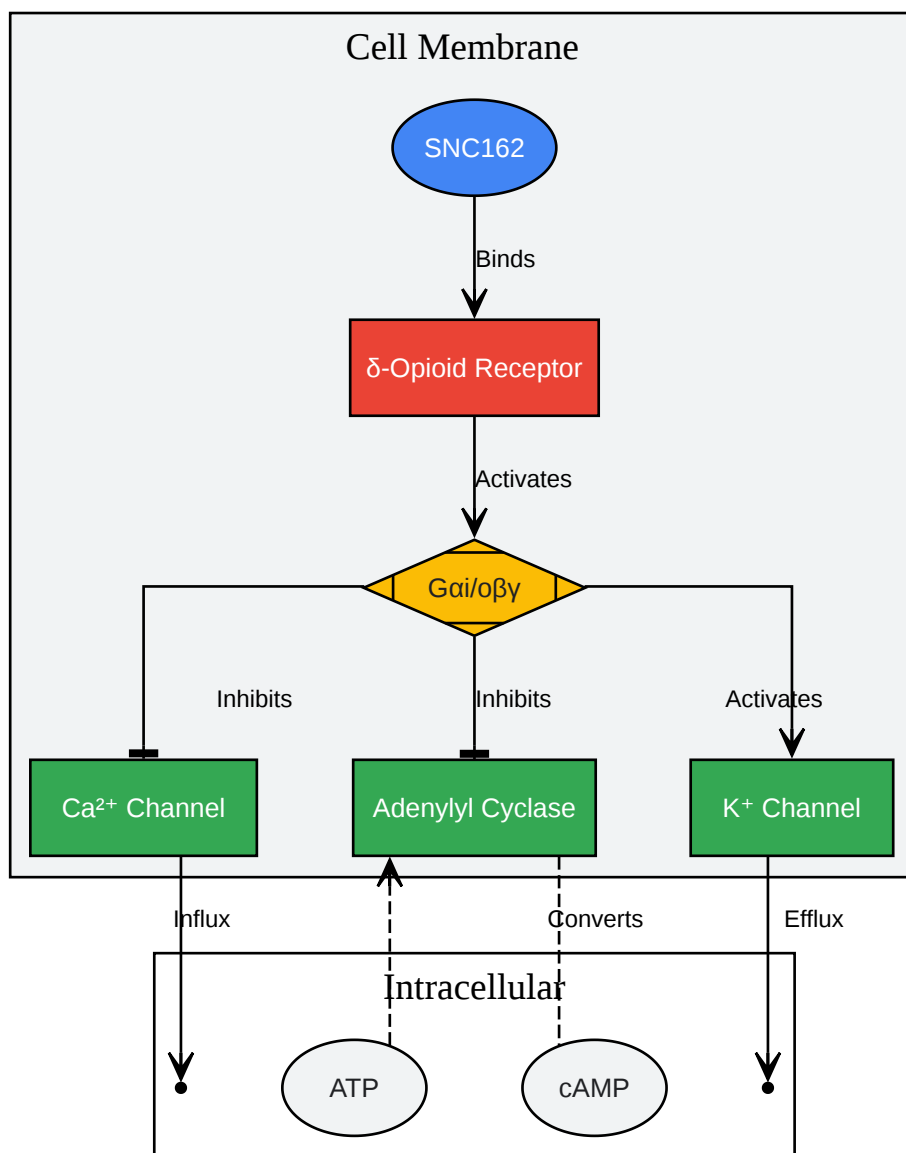 Cell Membrane
SNC162
Binds
δ-Opioid Receptor
Activates
Gαi/oβγ
Inhibits
Inhibits
Activates
Ca²⁺ Channel
Adenylyl Cyclase
K⁺ Channel
Influx
Converts
Efflux
Intracellular
ATP
cAMP